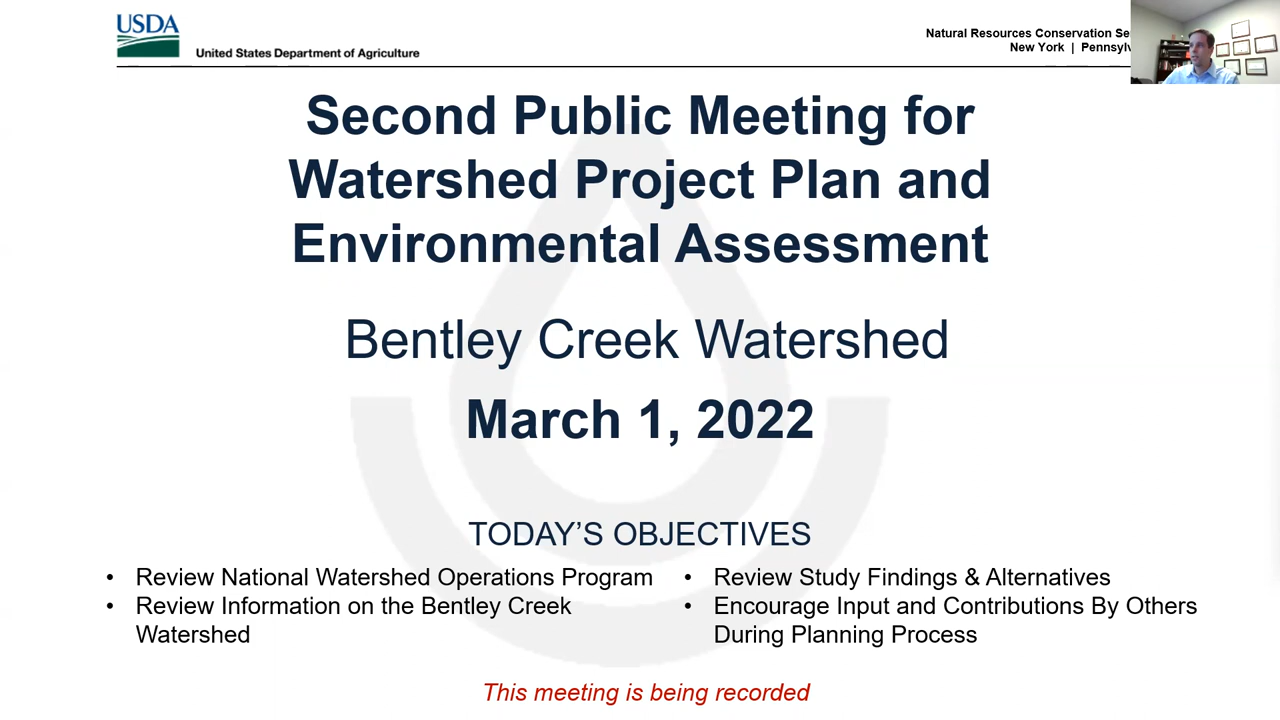 USDA
United States Department of Agriculture
Natural Resources Conservation
New York | 
Second Public Meeting for
Watershed Project Plan and
Environmental Assessment
Bentley Creek Watershed
March 1, 2022
TODAY'S OBJECTIVES
• Review National Watershed Operations Program
• Review Information on the Bentley Creek
Watershed
• Review Study Findings & Alternatives
• Encourage Input and Contributions By Others
During Planning Process
This meeting is being recorded